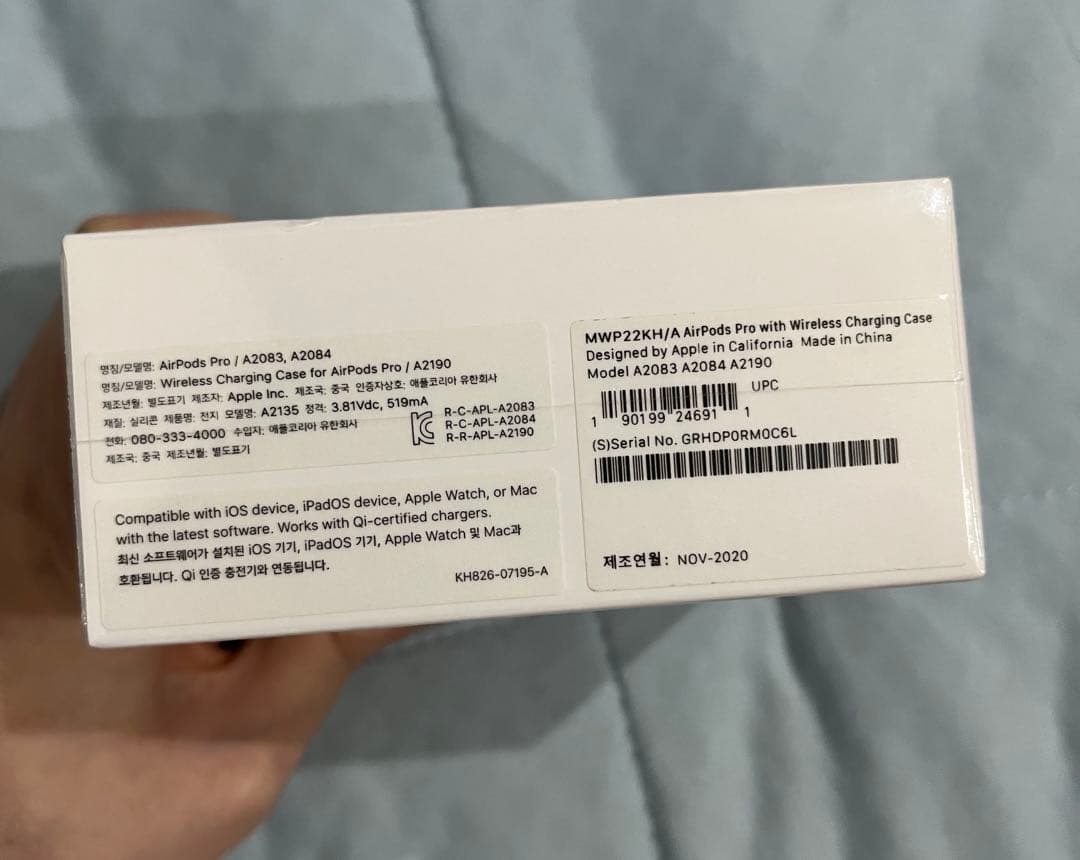 명칭/모델명: AirPods Pro / A2083, A2084
명칭/모델명: Wireless Charging Case for AirPods Pro / A2190
제조년월: 별도표기 제조자: Apple Inc. 제조국: 중국 인증자상호: 애플코리아 유한회사
재질: 실리콘 제품명: 전지 모델명: A2135 정격: 3.81Vdc, 519mA
전화: 080-333-4000 수입자: 애플코리아 유한회사
제조국: 중국 제조년월: 별도표기
R-C-APL-A2083
R-C-APL-A2084
R-R-APL-A2190
Compatible with iOS device, iPadOS device, Apple Watch, or Mac
with the latest software. Works with Qi-certified chargers.
최신 소프트웨어가 설치된 iOS 기기, iPadOS 기기, Apple Watch 및 Mac과
호환됩니다. Qi 인증 충전기와 연동됩니다.
KH826-07195-A
MWP22KH/A AirPods Pro with Wireless Charging Case
Designed by Apple in California Made in China
Model A2083 A2084 A2190
UPC
1 90199 24691 1
(S)Serial No. GRHDP0RM0C6L
제조연월: NOV-2020